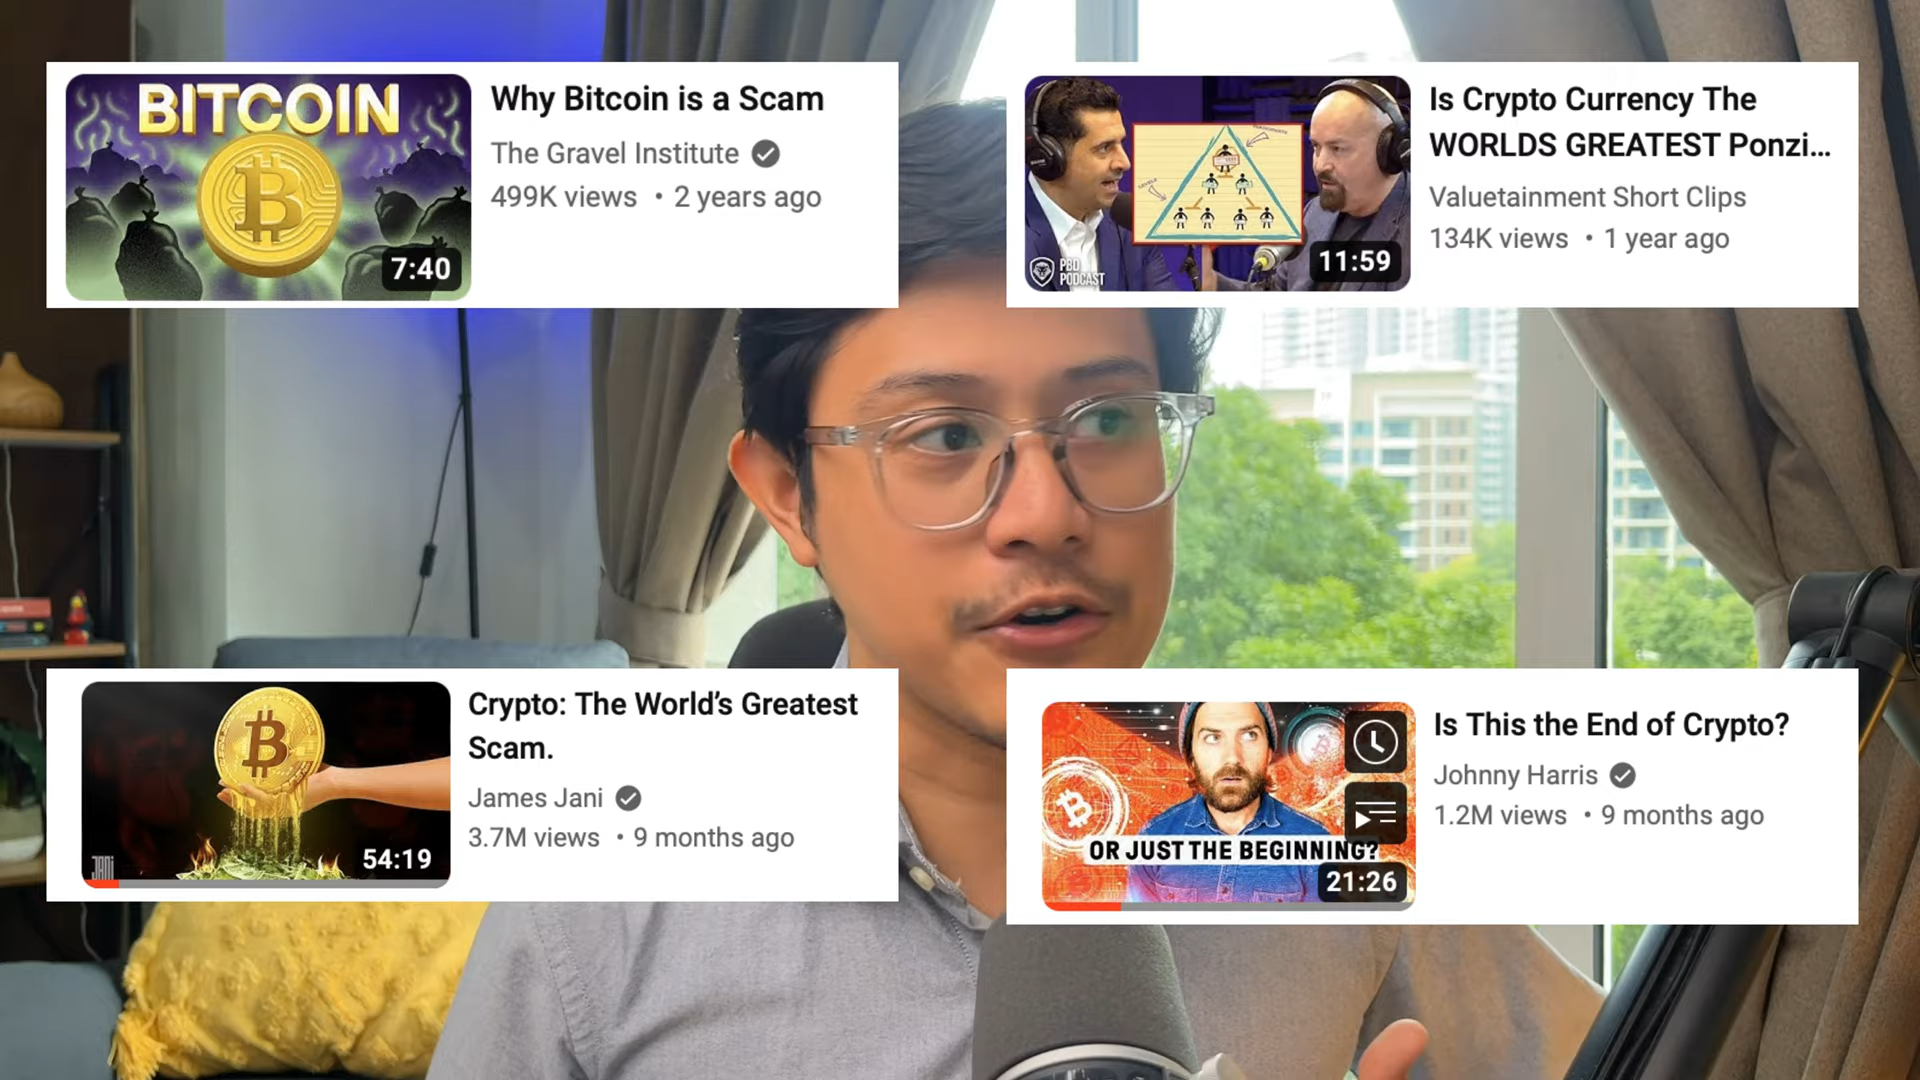 BITCOIN
7:40
Why Bitcoin is a Scam
The Gravel Institute
499K views • 2 years ago
PBD
PODCAST
11:59
Is Crypto Currency The
WORLDS GREATEST Ponzi...
Valuetainment Short Clips
134K views • 1 year ago
JANI
54:19
Crypto: The World's Greatest
Scam.
James Jani
3.7M views • 9 months ago
OR JUST THE BEGINNING?
21:26
Is This the End of Crypto?
Johnny Harris
1.2M views • 9 months ago